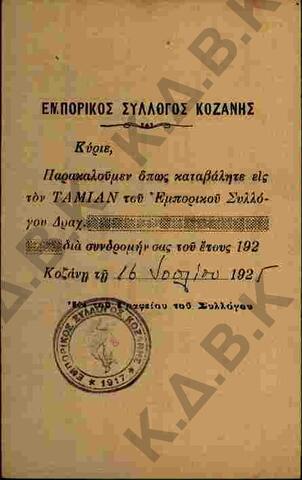 ΕΜΠΟΡΙΚΟΣ ΣΥΛΛΟΓΟΣ ΚΟΖΑΝΗΣ
Κύριε,
Παρακαλοῦμεν ὅπως καταβάλητε εἰς
τὸν ΤΑΜΙΑΝ τοῦ Ἐμπορικοῦ Συλλό-
γου Δραχ.
διὰ συνδρομήν σας τοῦ ἔτους 192
Κοζάνη τῇ 16 Ἰουλίου 1925
Ἐκ τοῦ Γραφείου τοῦ Συλλόγου
ΕΜΠΟΡΙΚΟΣ ΣΥΛΛΟΓΟΣ ΚΟΖΑΝΗΣ
* 1917 *
Κ.Δ.Β.Κ
Κ.Δ.Β.Κ
Κ.Δ.Β.Κ